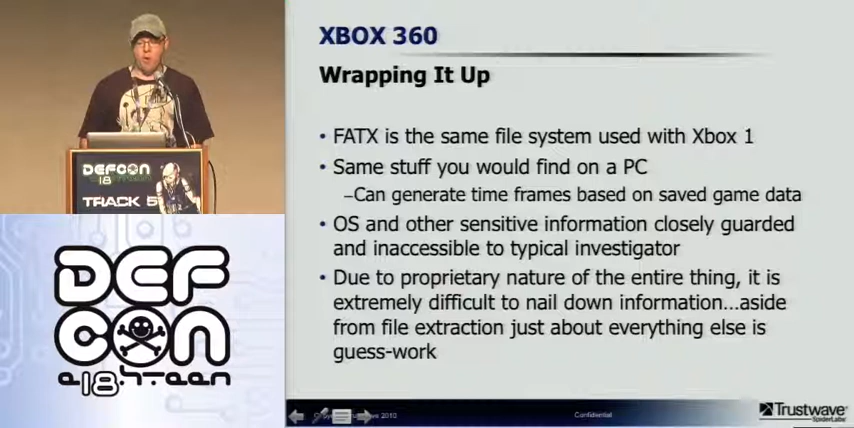 DEFCON
18
TRACK 5
DEF
CON
e18hteen
XBOX 360
Wrapping It Up
• FATX is the same file system used with Xbox 1
• Same stuff you would find on a PC
–Can generate time frames based on saved game data
• OS and other sensitive information closely guarded
and inaccessible to typical investigator
• Due to proprietary nature of the entire thing, it is
extremely difficult to nail down information...aside
from file extraction just about everything else is
guess-work
2010
Confidential
Trustwave
SpiderLabs